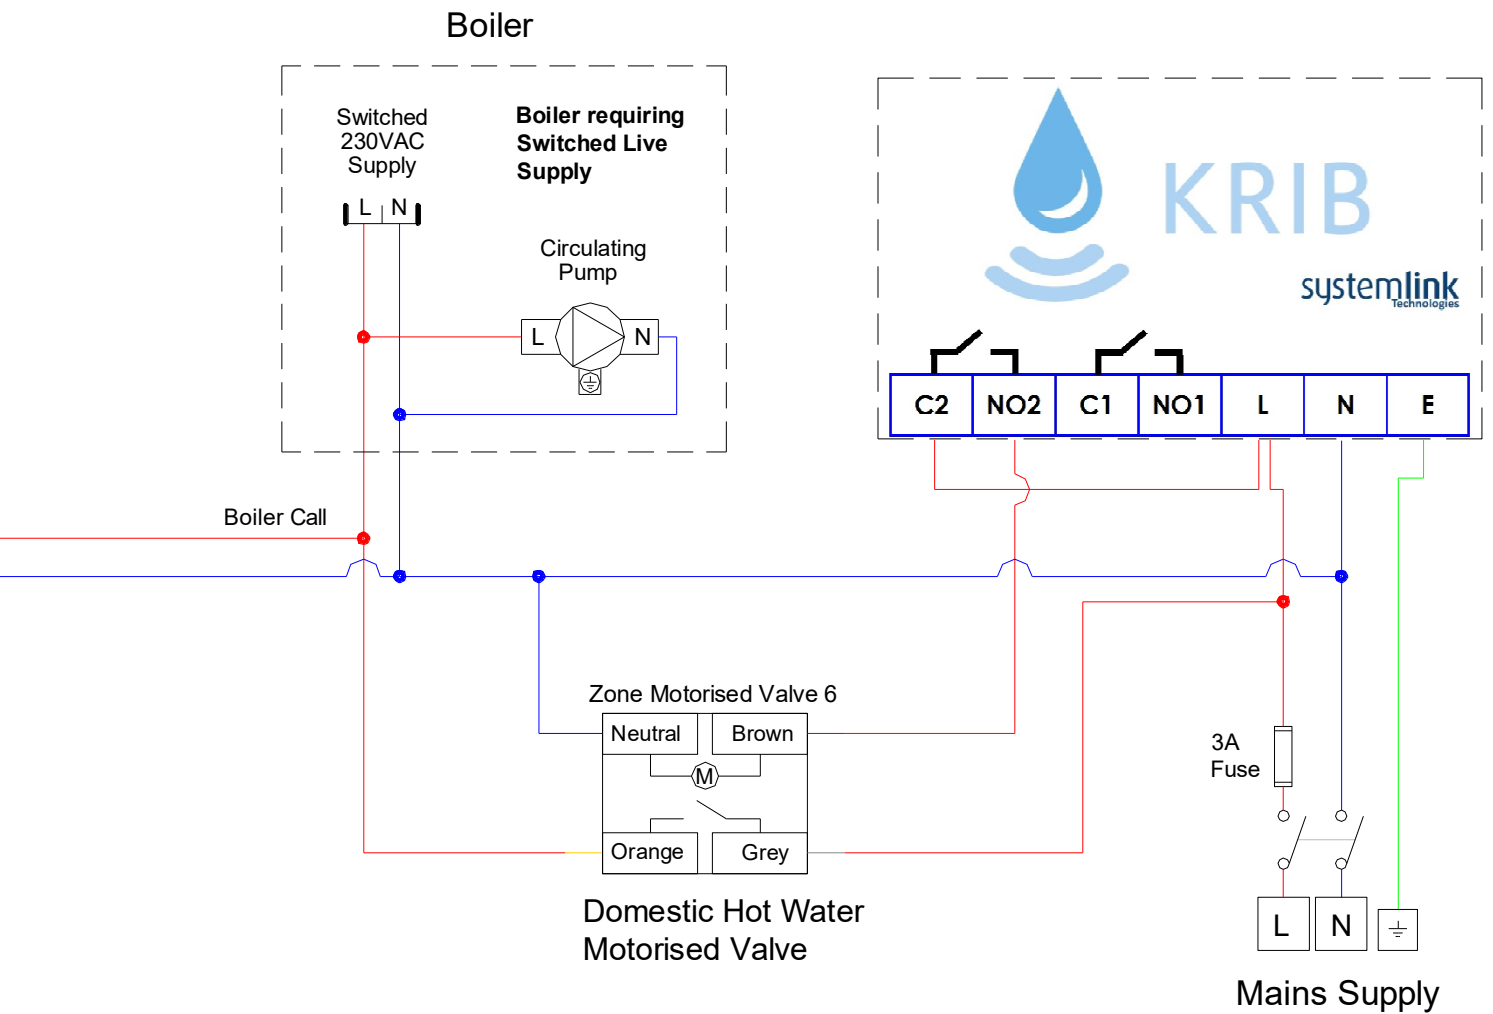 Boiler
Switched
230VAC
Supply
Boiler requiring
Switched Live
Supply
L N
Circulating
Pump
L N
KRIB
systemlink
Technologies
C2 NO2 C1 NO1 L N E
Boiler Call
Zone Motorised Valve 6
Neutral Brown
M
Orange Grey
Domestic Hot Water
Motorised Valve
3A
Fuse
L N
Mains Supply